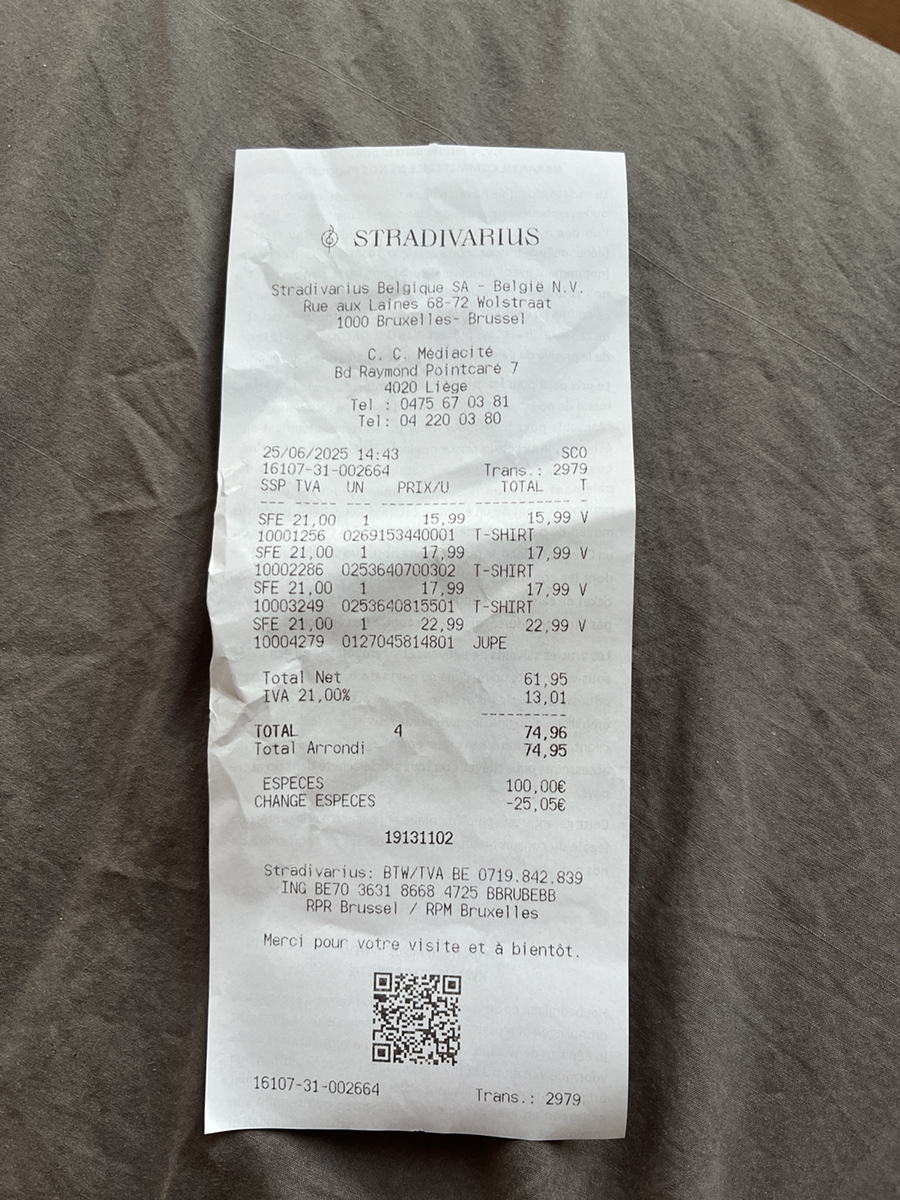 STRADIVARIUS
Stradivarius Belgique SA - België N.V.
Rue aux Laines 68-72 Wolstraat
1000 Bruxelles- Brussel
C. C. Médiacité
Bd Raymond Pointcaré 7
4020 Liège
Tel : 0475 67 03 81
Tel: 04 220 03 80
25/06/2025 14:43 SCO
16107-31-002664 Trans.: 2979
SSP TVA UN PRIX/U TOTAL T
--- ------ ----- --------- ---------- -
SFE 21,00 1 15,99 15,99 V
10001256 0269153440001 T-SHIRT
SFE 21,00 1 17,99 17,99 V
10002286 0253640700302 T-SHIRT
SFE 21,00 1 17,99 17,99 V
10003249 0253640815501 T-SHIRT
SFE 21,00 1 22,99 22,99 V
10004279 0127045814801 JUPE
Total Net 61,95
IVA 21,00% 13,01
----------
TOTAL 4 74,96
Total Arrondi 74,95
ESPECES 100,00€
CHANGE ESPECES -25,05€
19131102
Stradivarius: BTW/TVA BE 0719.842.839
ING BE70 3631 8668 4725 BBRUBEBB
RPR Brussel / RPM Bruxelles
Merci pour votre visite et à bientôt.
16107-31-002664 Trans.: 2979